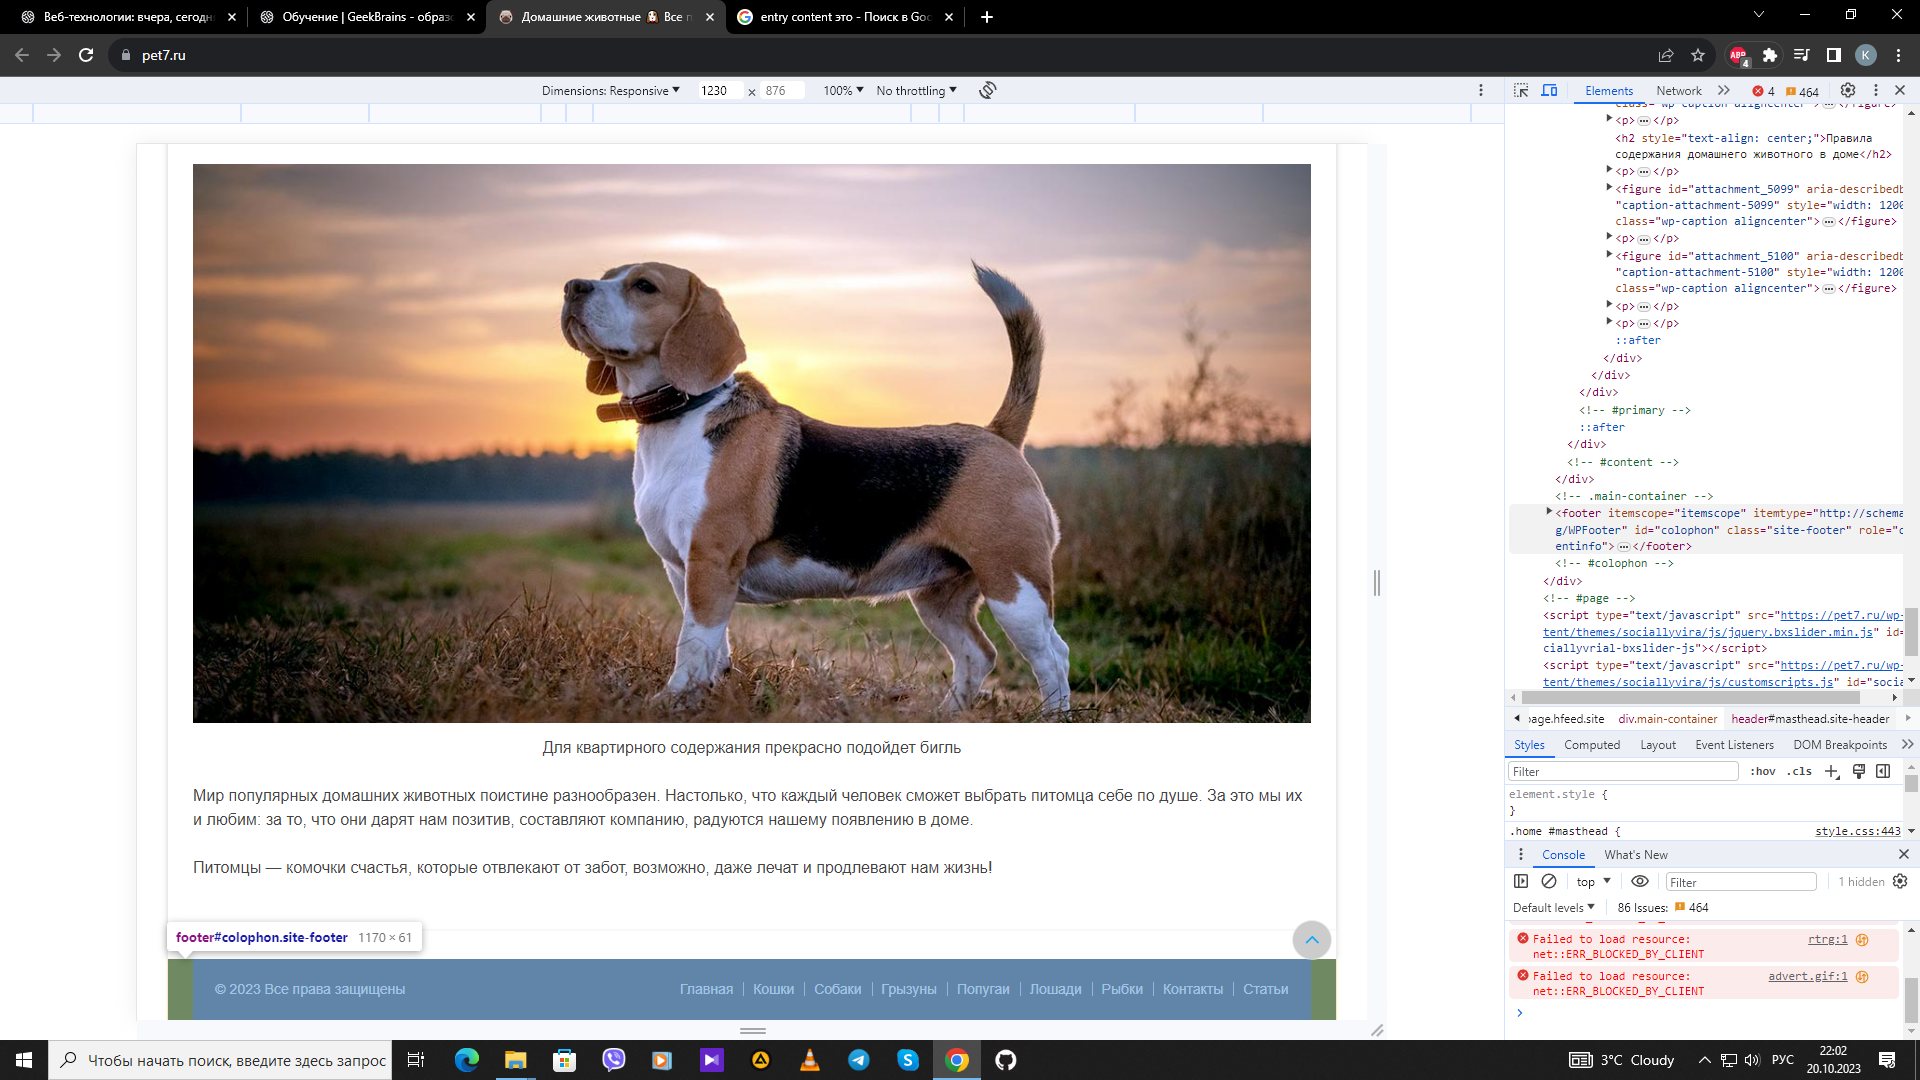 Веб-технологии: вчера, сегодн
Обучение | GeekBrains - образо
Домашние животные
Все п
entry content это - Поиск в Goo
pet7.ru
ABP
4
K
Dimensions: Responsive
1230 × 876
100%
No throttling
Elements
Network
4
464
class="wp-caption aligncenter">…</figure>
<p>…</p>
<h2 style="text-align: center;">Правила
содержания домашнего животного в доме</h2>
<p>…</p>
<figure id="attachment_5099" aria-describedb
"caption-attachment-5099" style="width: 1200
class="wp-caption aligncenter">…</figure>
<p>…</p>
<figure id="attachment_5100" aria-describedb
"caption-attachment-5100" style="width: 1200
class="wp-caption aligncenter">…</figure>
<p>…</p>
<p>…</p>
::after
</div>
</div>
</div>
<!-- #primary -->
::after
</div>
<!-- #content -->
</div>
<!-- .main-container -->
<footer itemscope="itemscope" itemtype="http://schema
g/WPFooter" id="colophon" class="site-footer" role="c
entinfo">…</footer>
<!-- #colophon -->
</div>
<!-- #page -->
<script type="text/javascript" src="https://pet7.ru/wp-
tent/themes/sociallyvira/js/jquery.bxslider.min.js" id=
ciallyvrial-bxslider-js"></script>
<script type="text/javascript" src="https://pet7.ru/wp-
tent/themes/sociallyvira/js/customscripts.js" id="socia
page.hfeed.site
div.main-container
header#masthead.site-header
Styles
Computed
Layout
Event Listeners
DOM Breakpoints
Filter
:hov
.cls
element.style {
}
.home #masthead {
style.css:443
Console
What's New
top
Filter
1 hidden
Default levels
86 Issues:
464
Failed to load resource:
rtrg:1
net::ERR_BLOCKED_BY_CLIENT
Failed to load resource:
advert.gif:1
net::ERR_BLOCKED_BY_CLIENT
Для квартирного содержания прекрасно подойдет бигль
Мир популярных домашних животных поистине разнообразен. Настолько, что каждый человек сможет выбрать питомца себе по душе. За это мы их
и любим: за то, что они дарят нам позитив, составляют компанию, радуются нашему появлению в доме.
Питомцы — комочки счастья, которые отвлекают от забот, возможно, даже лечат и продлевают нам жизнь!
footer#colophon.site-footer 1170 × 61
© 2023 Все права защищены
Главная
Кошки
Собаки
Грызуны
Попугаи
Лошади
Рыбки
Контакты
Статьи
Чтобы начать поиск, введите здесь запрос
3°C Cloudy
РУС
22:02
20.10.2023